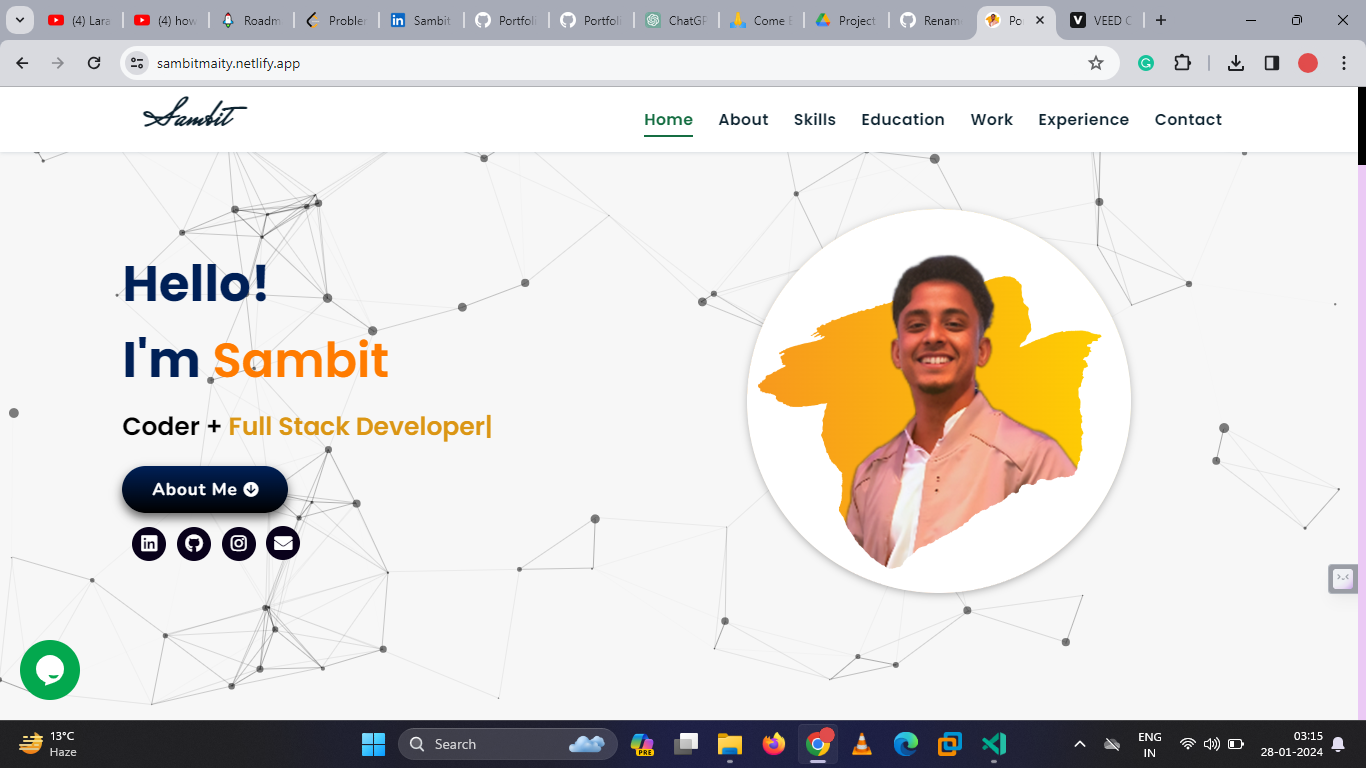 (4) Lara
(4) how
Roadm
Probler
Sambit
Portfoli
Portfoli
ChatGP
Come E
Project
Renam
Po
VEED C
sambitmaity.netlify.app
Sambit
Home About Skills Education Work Experience Contact
Hello!
I'm Sambit
Coder + Full Stack Developer|
About Me
13°C
Haze
Search
PRE
ENG
IN
03:15
28-01-2024